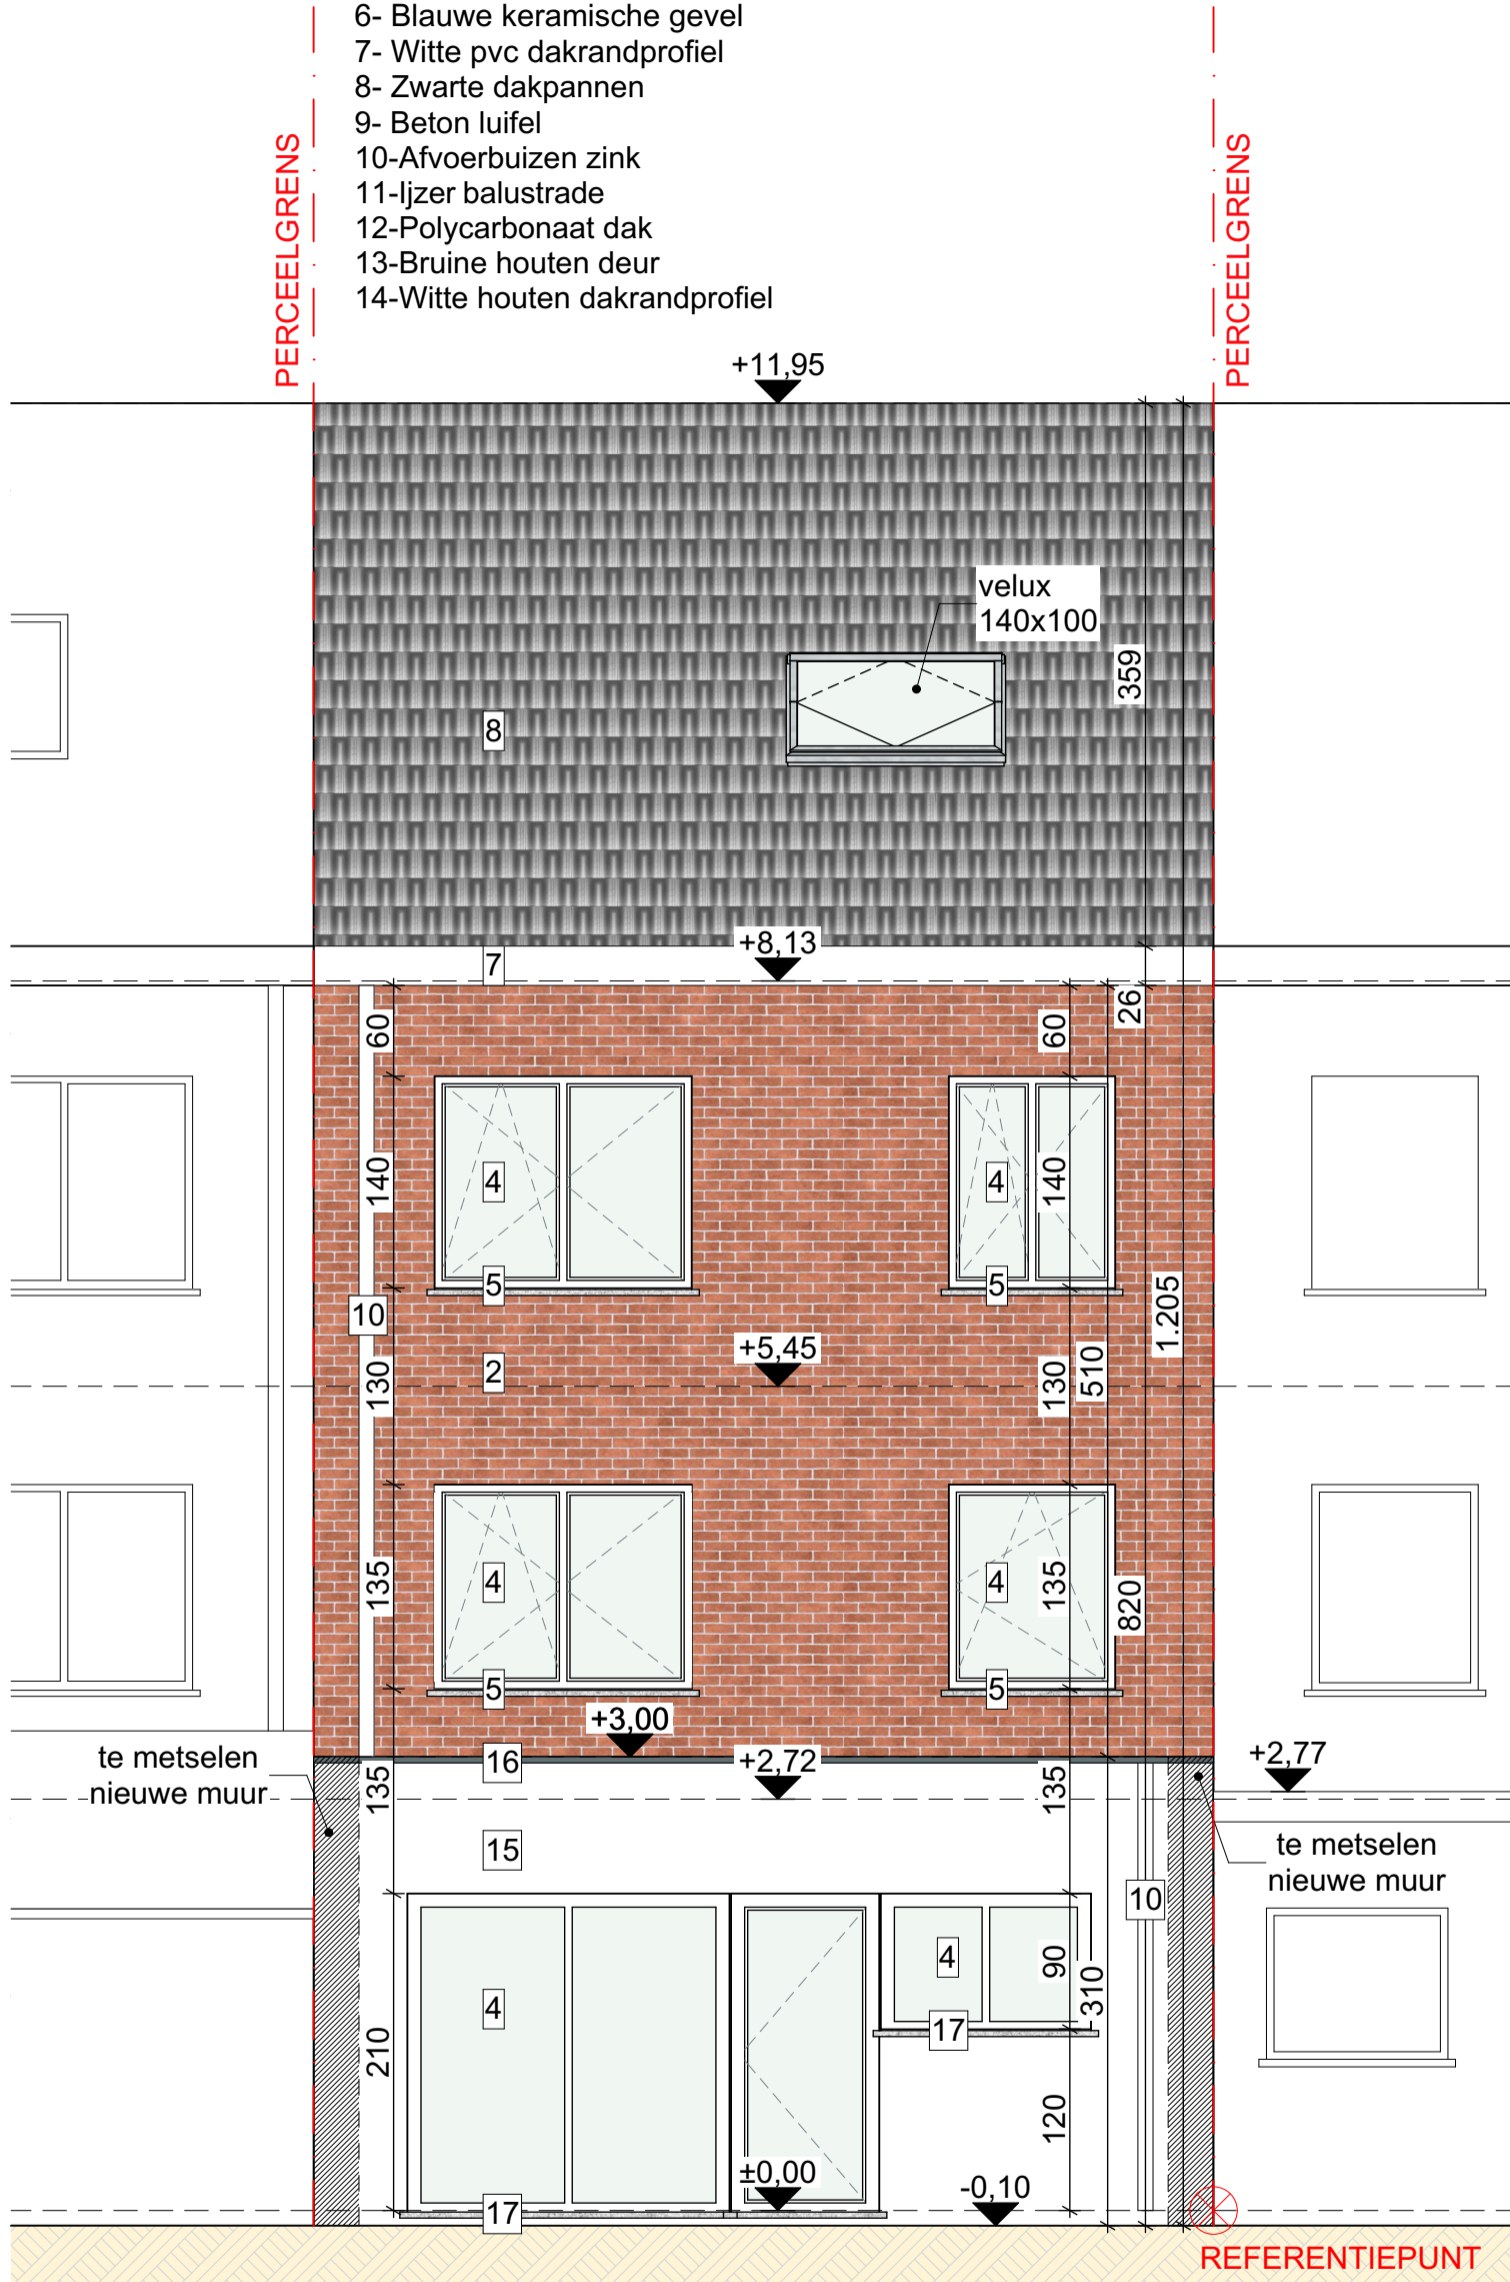 6- Blauwe keramische gevel
7- Witte pvc dakrandprofiel
8- Zwarte dakpannen
9- Beton luifel
10-Afvoerbuizen zink
11-Ijzer balustrade
12-Polycarbonaat dak
13-Bruine houten deur
14-Witte houten dakrandprofiel
PERCEELGRENS
PERCEELGRENS
+11,95
velux
140x100
359
8
+8,13
7
26
60
60
140
4
4
140
5
5
10
1.205
+5,45
2
130
130
510
135
4
4
135
820
5
5
+3,00
16
+2,72
+2,77
te metselen
nieuwe muur
135
135
15
te metselen
nieuwe muur
10
4
90
310
4
17
210
120
±0,00
-0,10
17
REFERENTIEPUNT